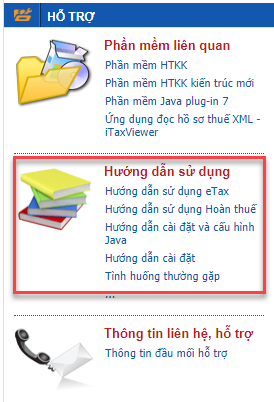 HỖ TRỢ
Phần mềm liên quan
Phần mềm HTKK
Phần mềm HTKK kiến trúc mới
Phần mềm Java plug-in 7
Ứng dụng đọc hồ sơ thuế XML -
iTaxViewer
Hướng dẫn sử dụng
Hướng dẫn sử dụng eTax
Hướng dẫn sử dụng Hoàn thuế
Hướng dẫn cài đặt và cấu hình
Java
Hướng dẫn cài đặt
Tình huống thường gặp
...
Thông tin liên hệ, hỗ trợ
Thông tin đầu mối hỗ trợ